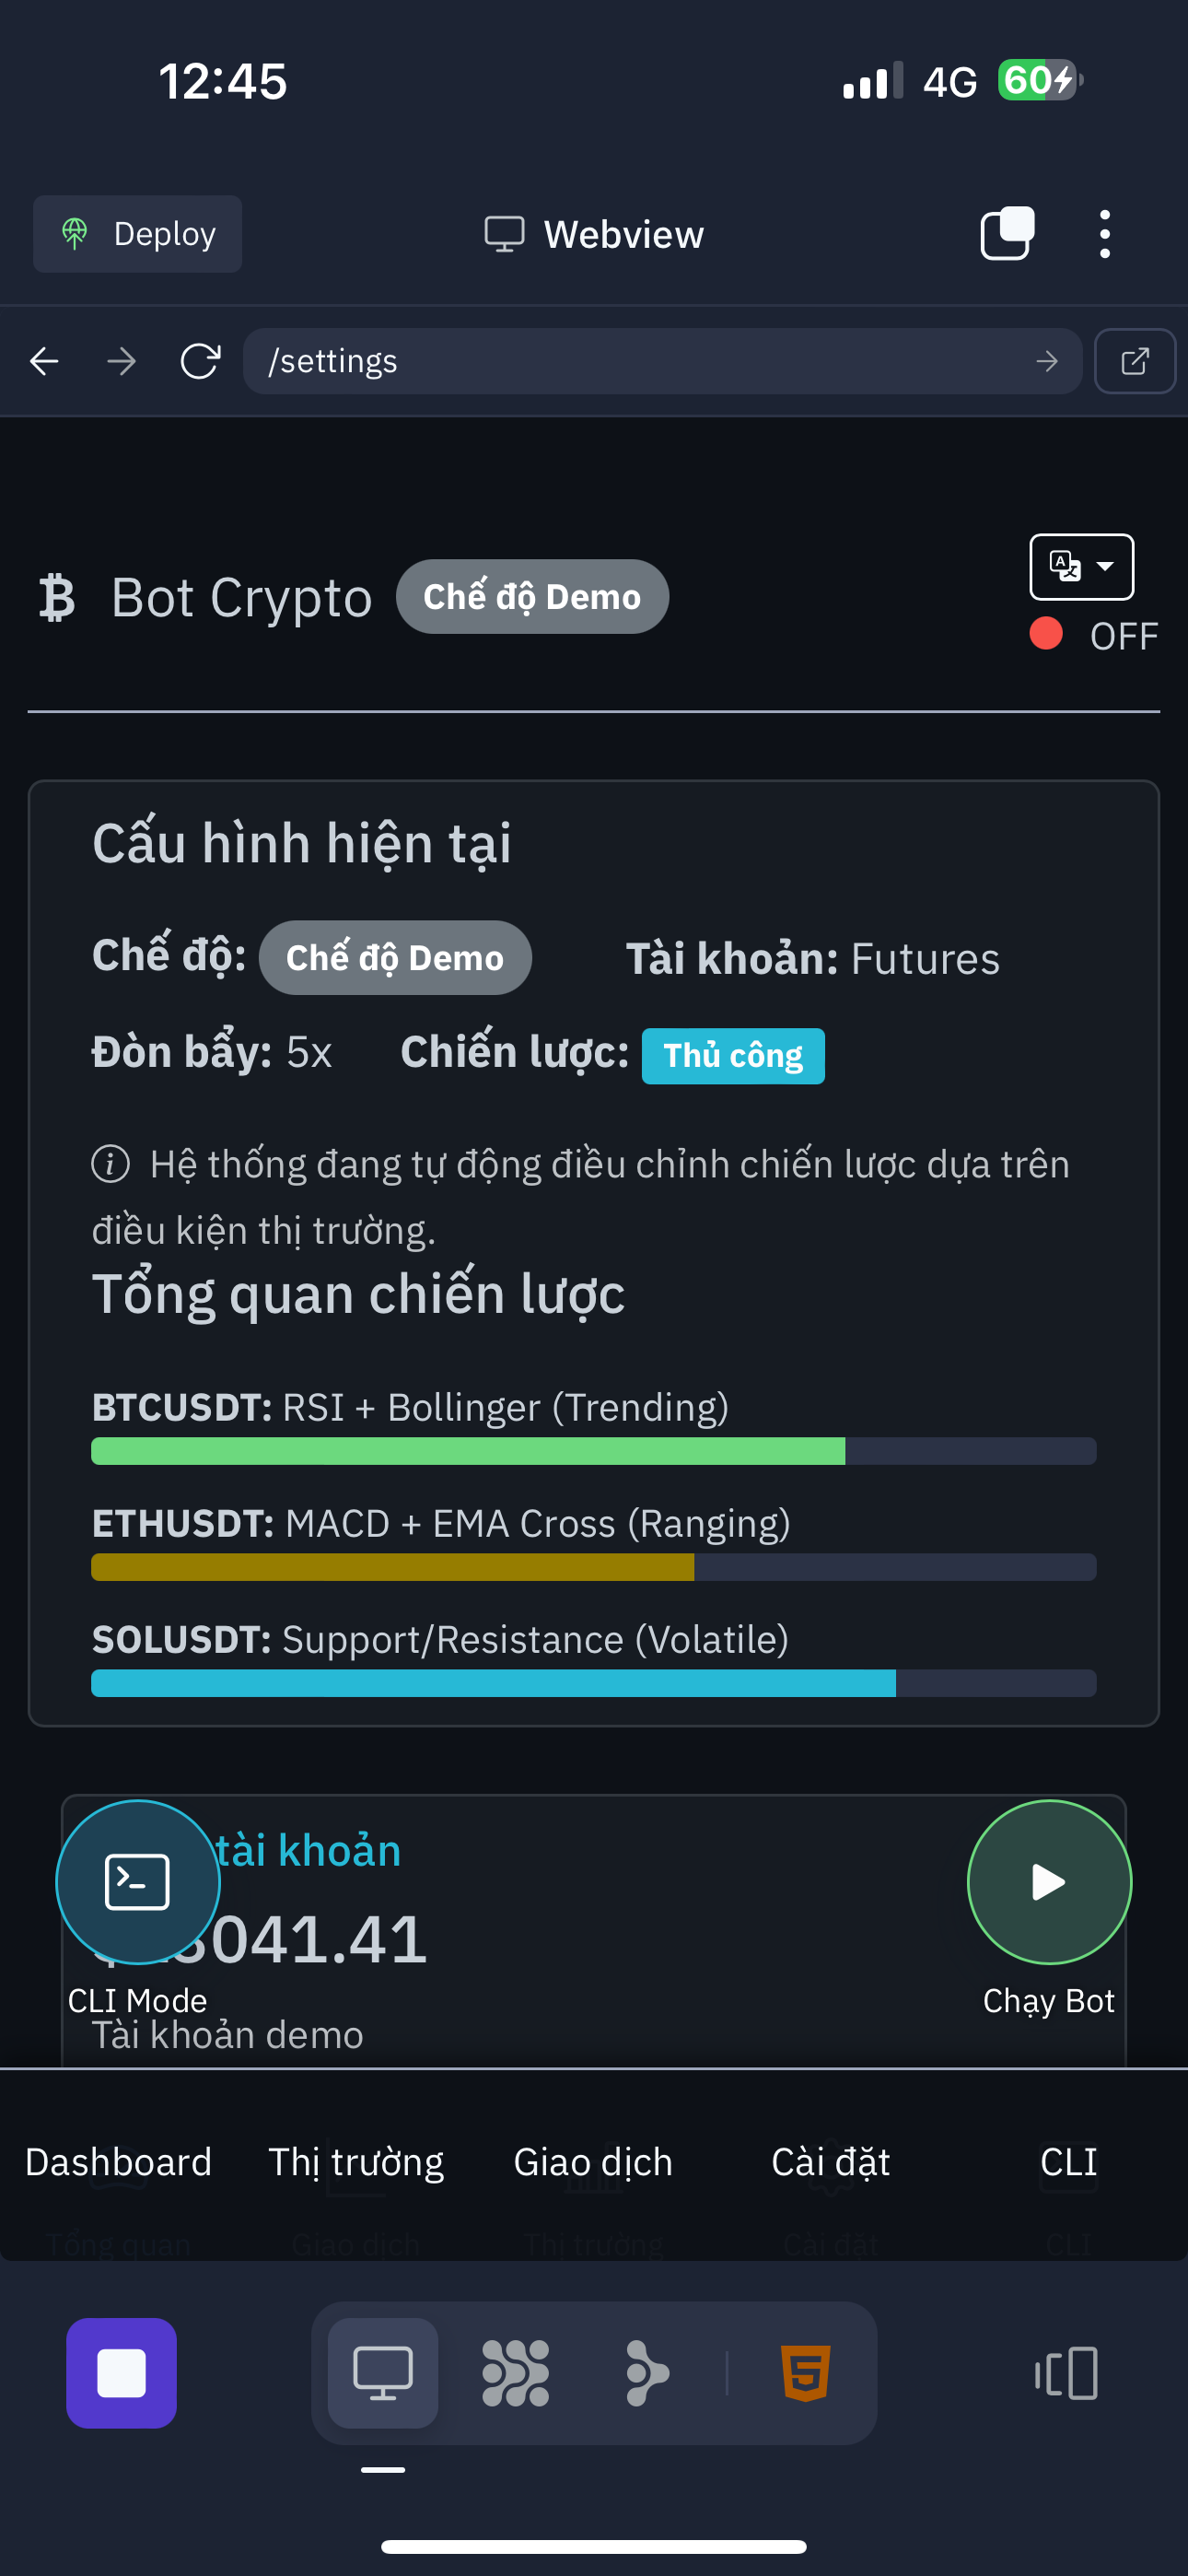 12:45
4G 60
Deploy
Webview
/settings
Bot Crypto
Chế độ Demo
OFF
Cấu hình hiện tại
Chế độ: Chế độ Demo Tài khoản: Futures
Đòn bẩy: 5x Chiến lược: Thủ công
Hệ thống đang tự động điều chỉnh chiến lược dựa trên
điều kiện thị trường.
Tổng quan chiến lược
BTCUSDT: RSI + Bollinger (Trending)
ETHUSDT: MACD + EMA Cross (Ranging)
SOLUSDT: Support/Resistance (Volatile)
tài khoản
041.41
CLI Mode
Chạy Bot
Tài khoản demo
Dashboard Thị trường Giao dịch Cài đặt CLI
Tổng quan Giao dịch Thị trường Cài đặt CLI